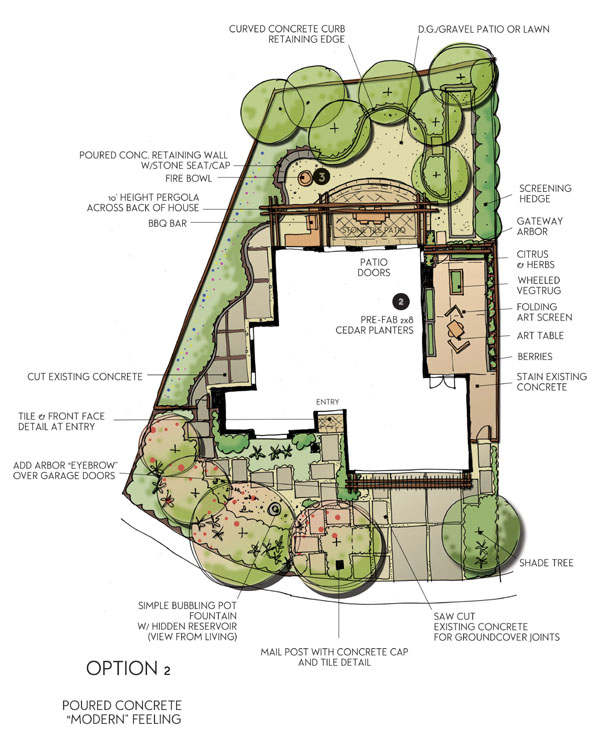 CURVED CONCRETE CURB
RETAINING EDGE
D.G./GRAVEL PATIO OR LAWN
POURED CONC. RETAINING WALL
W/STONE SEAT/CAP
FIRE BOWL
3
10' HEIGHT PERGOLA
ACROSS BACK OF HOUSE
BBQ BAR
STONE TILE PATIO
SCREENING
HEDGE
GATEWAY
ARBOR
PATIO
DOORS
CITRUS
& HERBS
WHEELED
VEGTRUG
2
PRE-FAB 2x8
CEDAR PLANTERS
FOLDING
ART SCREEN
ART TABLE
BERRIES
CUT EXISTING CONCRETE
STAIN EXISTING
CONCRETE
ENTRY
TILE & FRONT FACE
DETAIL AT ENTRY
ADD ARBOR "EYEBROW"
OVER GARAGE DOORS
SHADE TREE
SIMPLE BUBBLING POT
FOUNTAIN
W/ HIDDEN RESERVOIR
(VIEW FROM LIVING)
MAIL POST WITH CONCRETE CAP
AND TILE DETAIL
SAW CUT
EXISTING CONCRETE
FOR GROUNDCOVER JOINTS
OPTION 2
POURED CONCRETE
"MODERN" FEELING